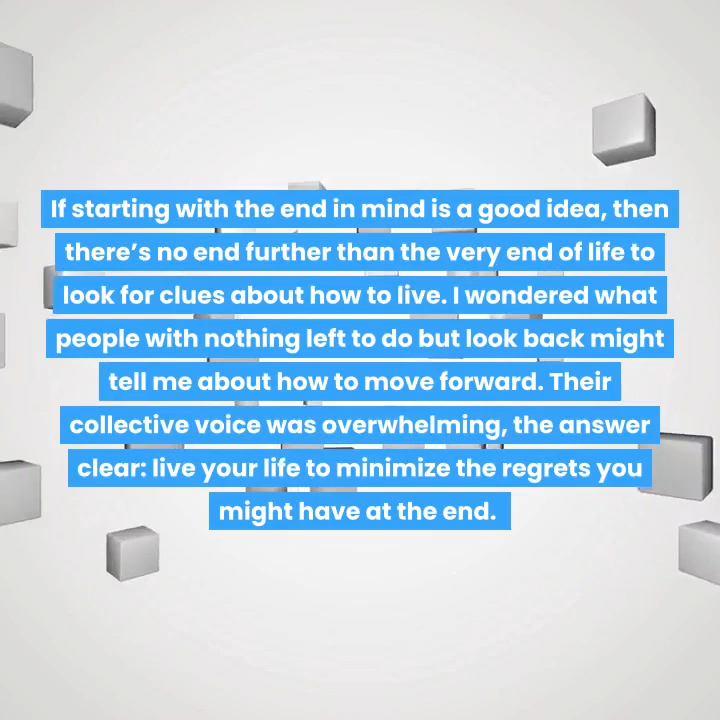 If starting with the end in mind is a good idea, then
there’s no end further than the very end of life to
look for clues about how to live. I wondered what
people with nothing left to do but look back might
tell me about how to move forward. Their
collective voice was overwhelming, the answer
clear: live your life to minimize the regrets you
might have at the end.